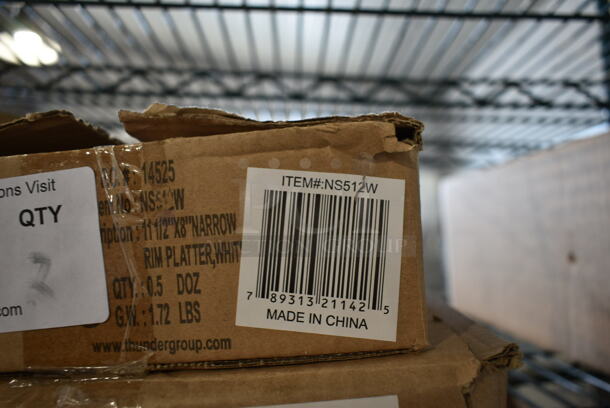 ons Visit
QTY
com
14525
NS512W
11 1/2"X8"NARROW
RIM PLATTER,WHIT
QTY :0.5 DOZ
G.W.:1.72 LBS
www.thundergroup.com
ITEM#:NS512W
7 89313 21142 5
MADE IN CHINA